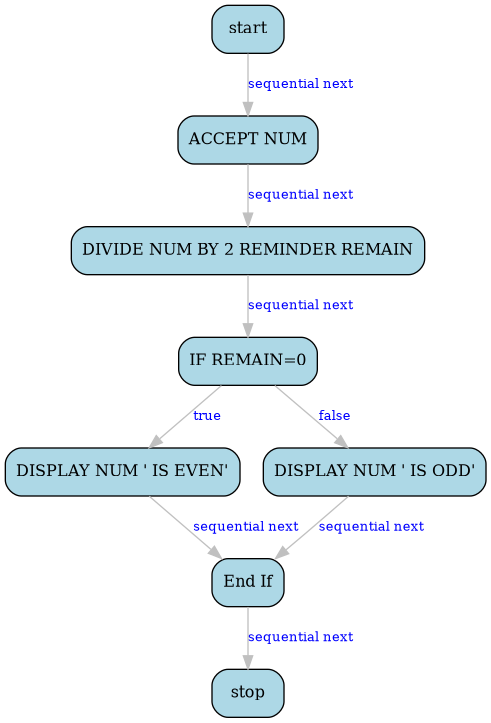 start
sequential next
ACCEPT NUM
sequential next
DIVIDE NUM BY 2 REMINDER REMAIN
sequential next
IF REMAIN=0
true
false
DISPLAY NUM ' IS EVEN'
DISPLAY NUM ' IS ODD'
sequential next
sequential next
End If
sequential next
stop